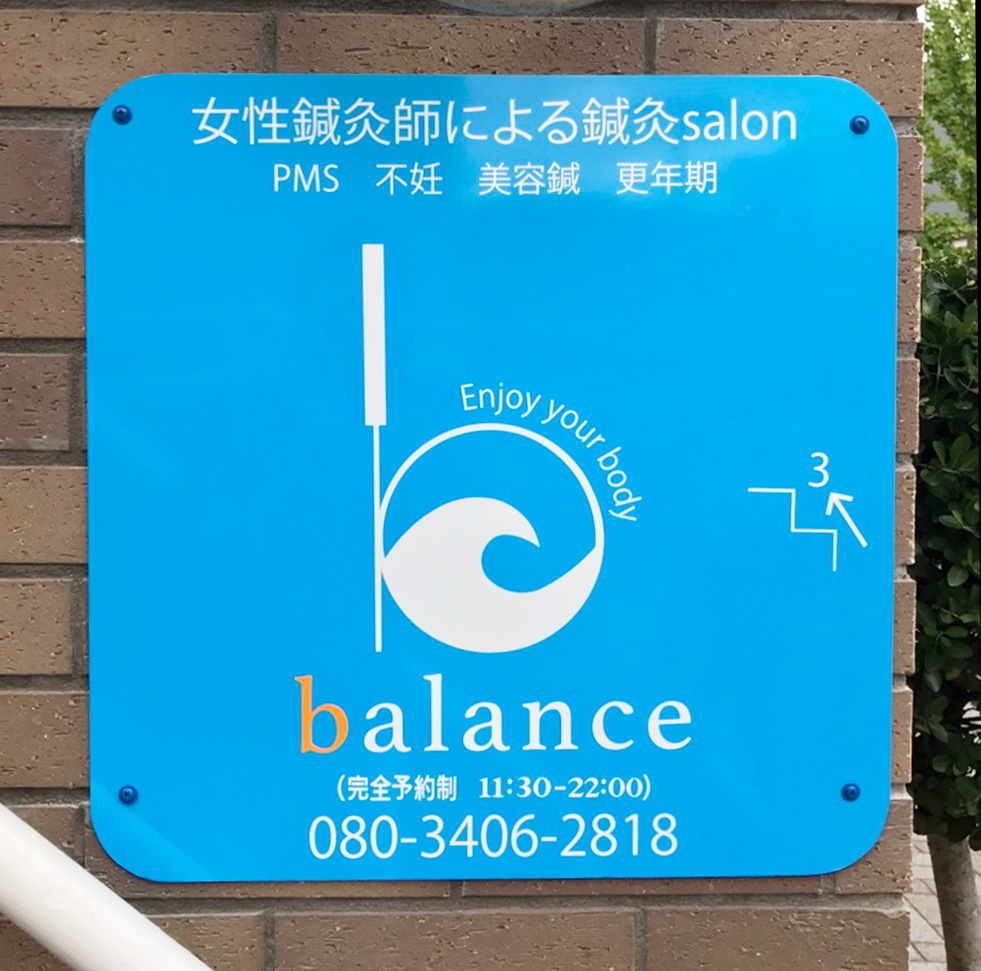 女性鍼灸師による鍼灸salon
PMS 不妊 美容鍼 更年期
Enjoy your body
3
balance
(完全予約制 11:30-22:00)
080-3406-2818